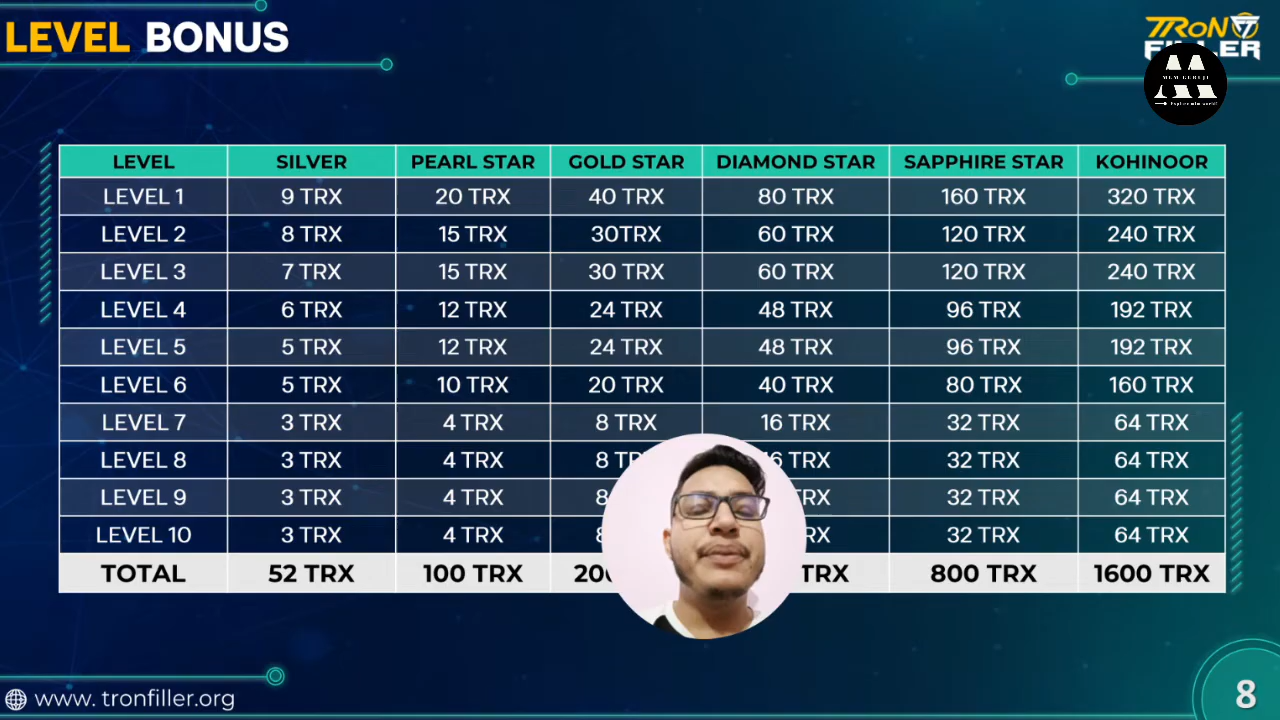 LEVEL BONUS
TRON
FILLER
MLM GURUJI
Explore mlm world!
LEVEL SILVER PEARL STAR GOLD STAR DIAMOND STAR SAPPHIRE STAR KOHINOOR
LEVEL 1 9 TRX 20 TRX 40 TRX 80 TRX 160 TRX 320 TRX
LEVEL 2 8 TRX 15 TRX 30TRX 60 TRX 120 TRX 240 TRX
LEVEL 3 7 TRX 15 TRX 30 TRX 60 TRX 120 TRX 240 TRX
LEVEL 4 6 TRX 12 TRX 24 TRX 48 TRX 96 TRX 192 TRX
LEVEL 5 5 TRX 12 TRX 24 TRX 48 TRX 96 TRX 192 TRX
LEVEL 6 5 TRX 10 TRX 20 TRX 40 TRX 80 TRX 160 TRX
LEVEL 7 3 TRX 4 TRX 8 TRX 16 TRX 32 TRX 64 TRX
LEVEL 8 3 TRX 4 TRX 8 TRX 32 TRX 64 TRX
LEVEL 9 3 TRX 4 TRX 8 32 TRX 64 TRX
LEVEL 10 3 TRX 4 TRX 32 TRX 64 TRX
TOTAL 52 TRX 100 TRX TRX 800 TRX 1600 TRX
www. tronfiller.org
8